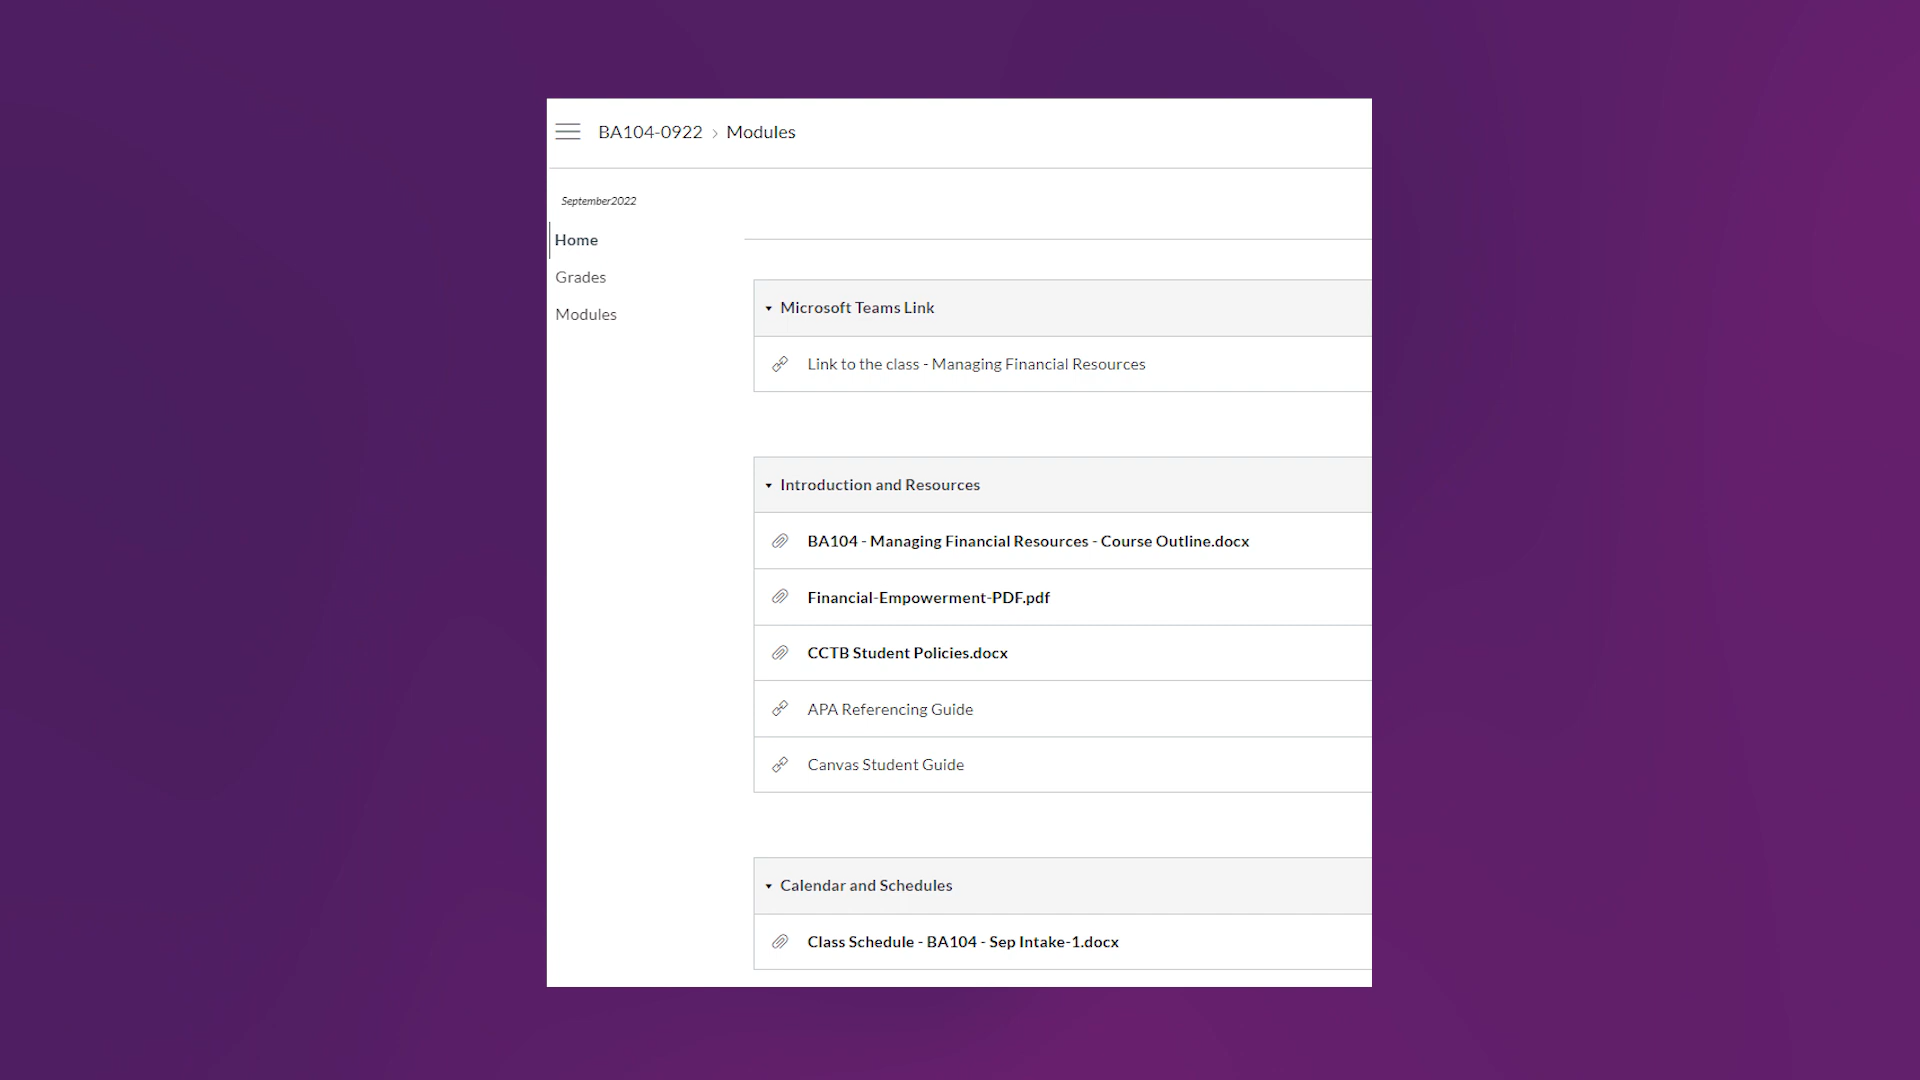 BA104-0922 › Modules
September2022
Home
Grades
Modules
Microsoft Teams Link
Link to the class - Managing Financial Resources
Introduction and Resources
BA104 - Managing Financial Resources - Course Outline.docx
Financial-Empowerment-PDF.pdf
CCTB Student Policies.docx
APA Referencing Guide
Canvas Student Guide
Calendar and Schedules
Class Schedule - BA104 - Sep Intake-1.docx